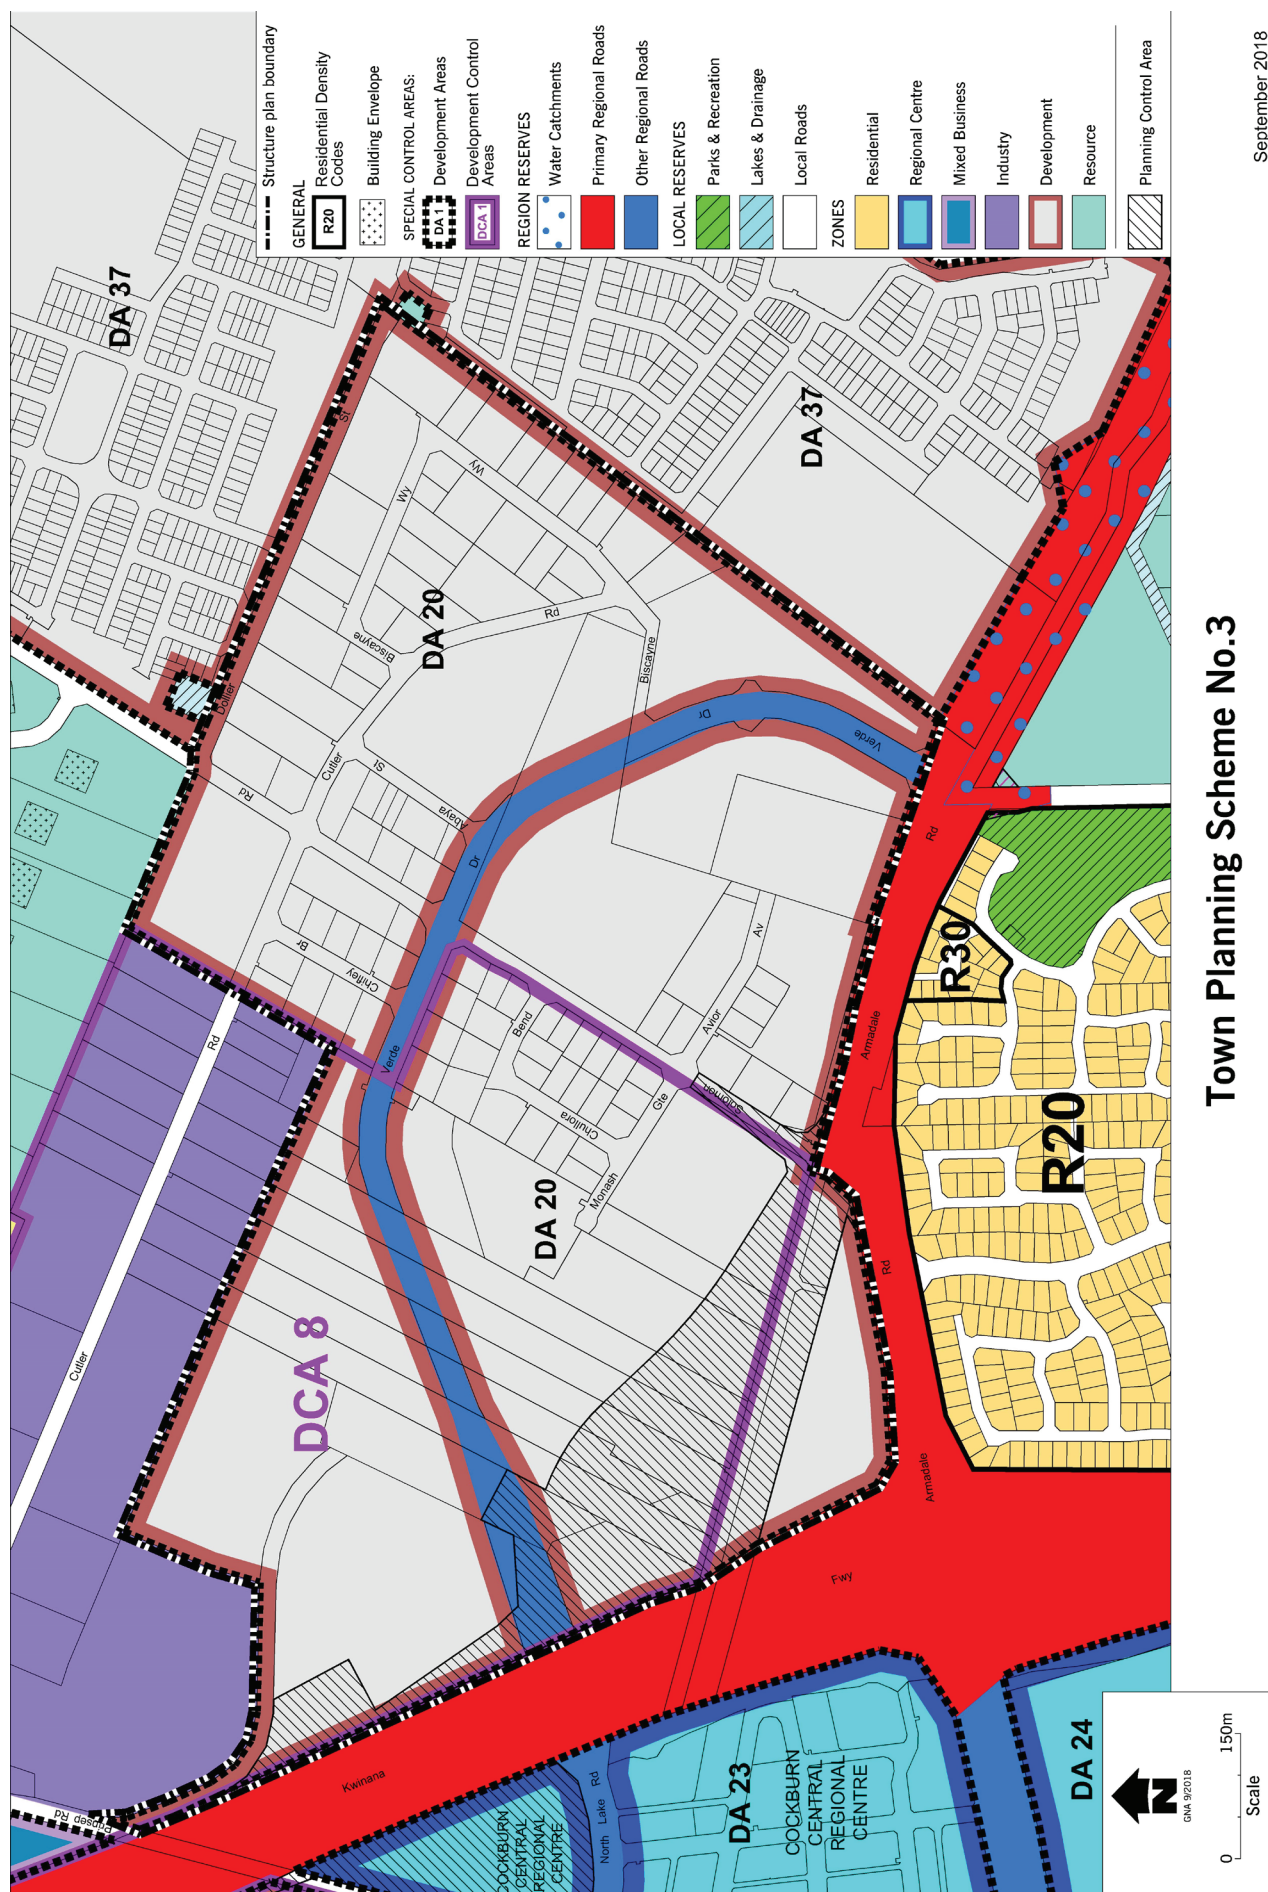 Structure plan boundary
GENERAL
R20
Residential Density
Codes
Building Envelope
SPECIAL CONTROL AREAS:
DA 1
Development Areas
DCA 1
Development Control
Areas
REGION RESERVES
Water Catchments
Primary Regional Roads
Other Regional Roads
LOCAL RESERVES
Parks & Recreation
Lakes & Drainage
Local Roads
ZONES
Residential
Regional Centre
Mixed Business
Industry
Development
Resource
Planning Control Area
DA 37
DA 37
DA 20
DA 20
DCA 8
DA 23
DA 24
R30
R20
St
Dollier
Wy
Wy
Biscayne
Rd
Biscayne
Cutler
Rd
St
Abaya
Dr
Verde
Dr
Verde
Br
Chifley
Bend
Av
Avior
Solomon
Gte
Monash
Chullora
Rd
Cutler
Rd
Armadale
Rd
Armadale
Fwy
Kwinana
North Lake Rd
COCKBURN
CENTRAL
REGIONAL
CENTRE
COCKBURN
CENTRAL
REGIONAL
CENTRE
N
GNA 9/2018
0 150m
Scale
Town Planning Scheme No.3
September 2018